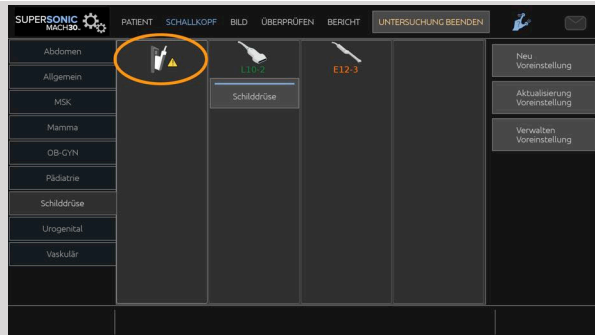 SUPERSONIC
MACH30.
PATIENT SCHALLKOPF BILD ÜBERPRÜFEN BERICHT UNTERSUCHUNG BEENDEN
Abdomen
Allgemein
MSK
Mamma
OB-GYN
Pädiatrie
Schilddrüse
Urogenital
Vaskulär
L10-2
E12-3
Schilddrüse
Neu
Voreinstellung
Aktualisierung
Voreinstellung
Verwalten
Voreinstellung